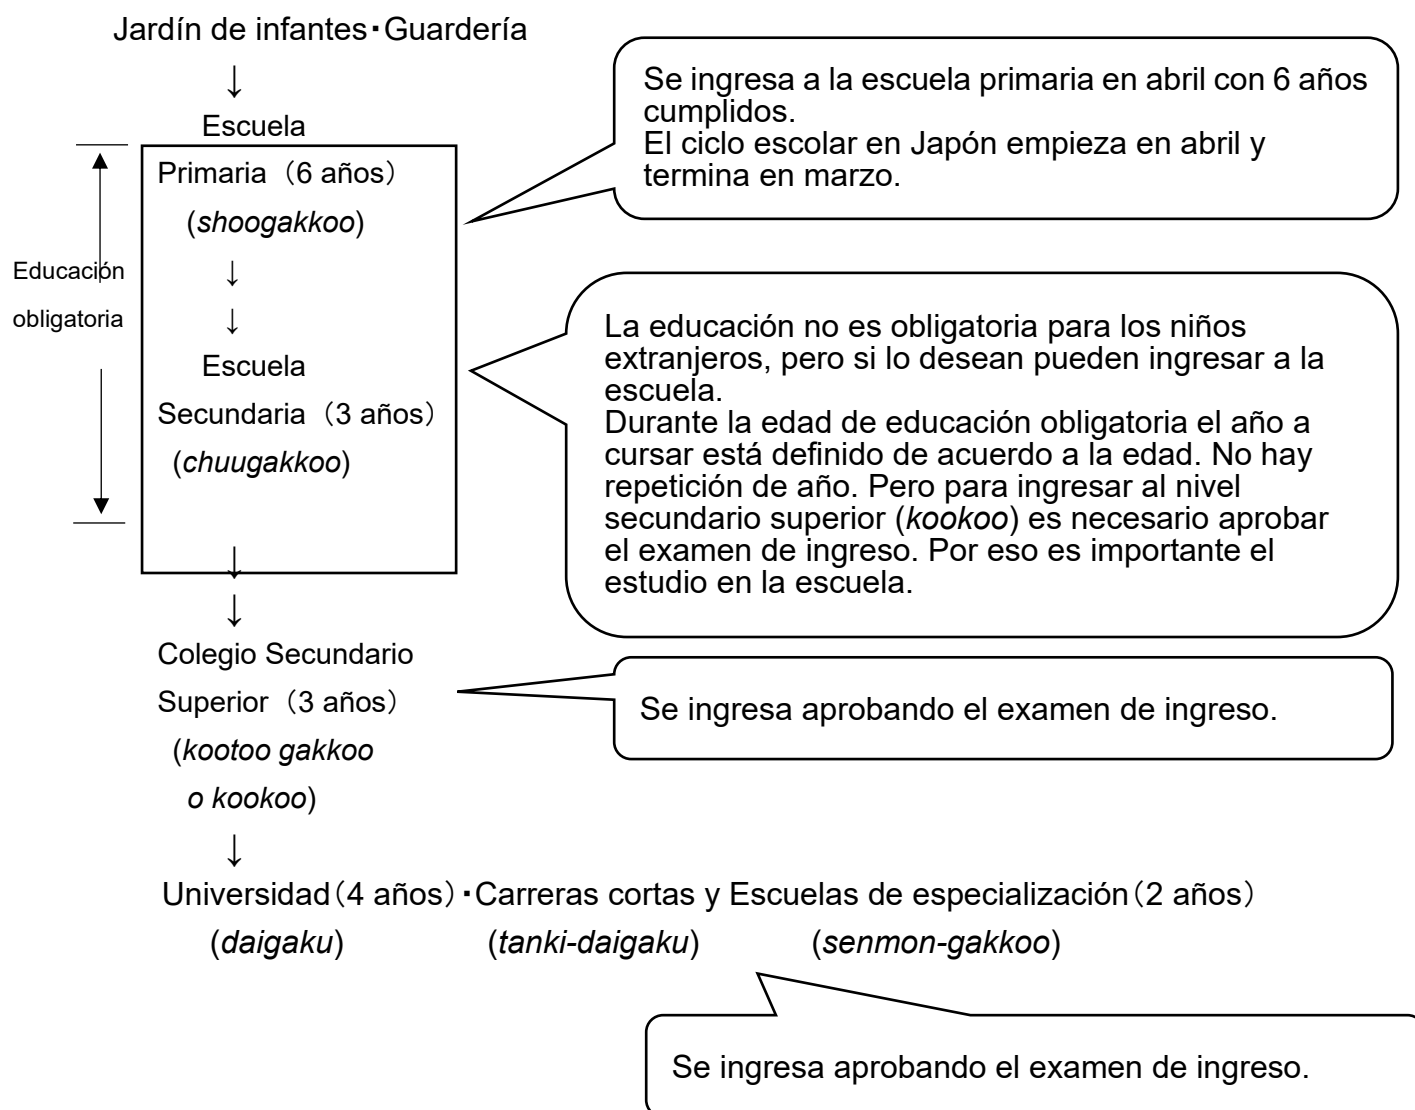 Jardín de infantes･Guardería
↓
Escuela
Primaria（6 años）
(shoogakkoo)
↓
↓
Escuela
Secundaria（3 años）
(chuugakkoo)
↓
↓
Educación
obligatoria
Se ingresa a la escuela primaria en abril con 6 años
cumplidos.
El ciclo escolar en Japón empieza en abril y
termina en marzo.
La educación no es obligatoria para los niños
extranjeros, pero si lo desean pueden ingresar a la
escuela.
Durante la edad de educación obligatoria el año a
cursar está definido de acuerdo a la edad. No hay
repetición de año. Pero para ingresar al nivel
secundario superior (kookoo) es necesario aprobar
el examen de ingreso. Por eso es importante el
estudio en la escuela.
Colegio Secundario
Superior（3 años）
(kootoo gakkoo
o kookoo)
Se ingresa aprobando el examen de ingreso.
↓
Universidad（4 años）･Carreras cortas y Escuelas de especialización（2 años）
(daigaku) (tanki-daigaku) (senmon-gakkoo)
Se ingresa aprobando el examen de ingreso.